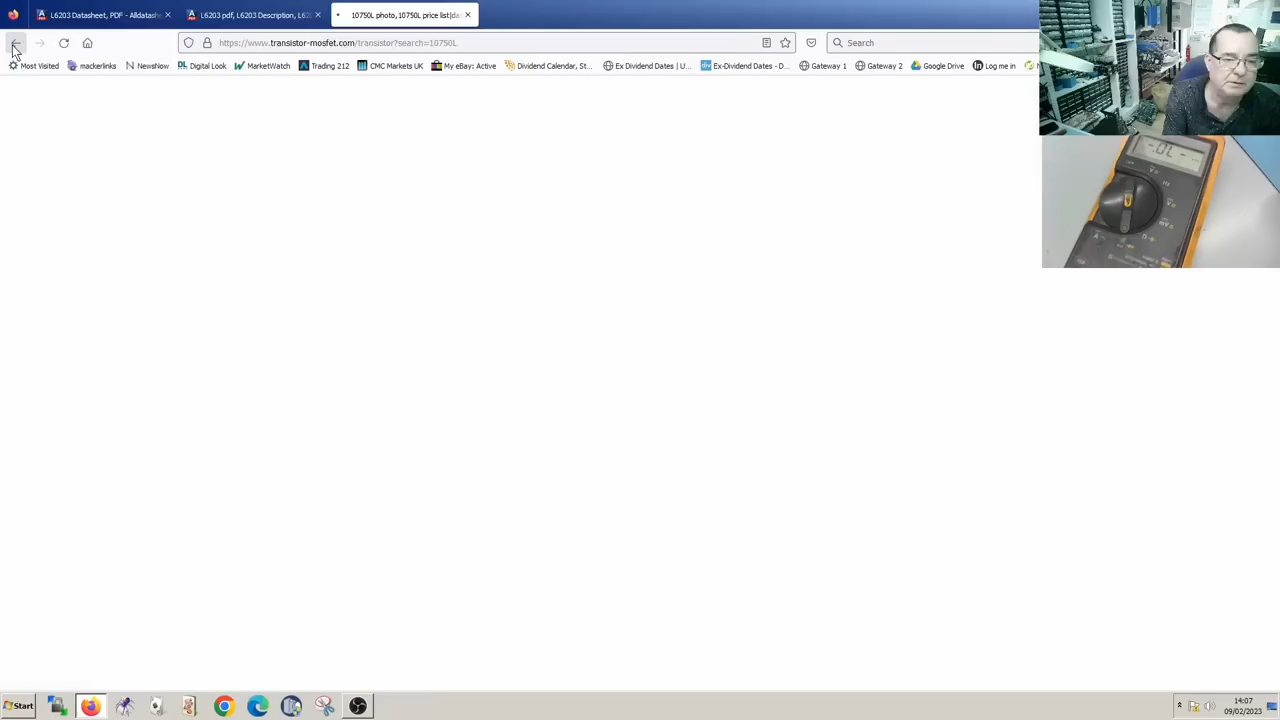 L6203 Datasheet, PDF - Alldatas
L6203 pdf, L6203 Description, L6203
10750L photo,10750L price list|da
https://www.transistor-mosfet.com/transistor?search=10750L
Search
Most Visited
mackerlinks
NewsNow
Digital Look
MarketWatch
Trading 212
CMC Markets UK
My eBay: Active
Dividend Calendar, St...
Ex Dividend Dates | U...
Ex-Dividend Dates - D...
Gateway 1
Gateway 2
Google Drive
Log me in
Start
14:07
09/02/2023